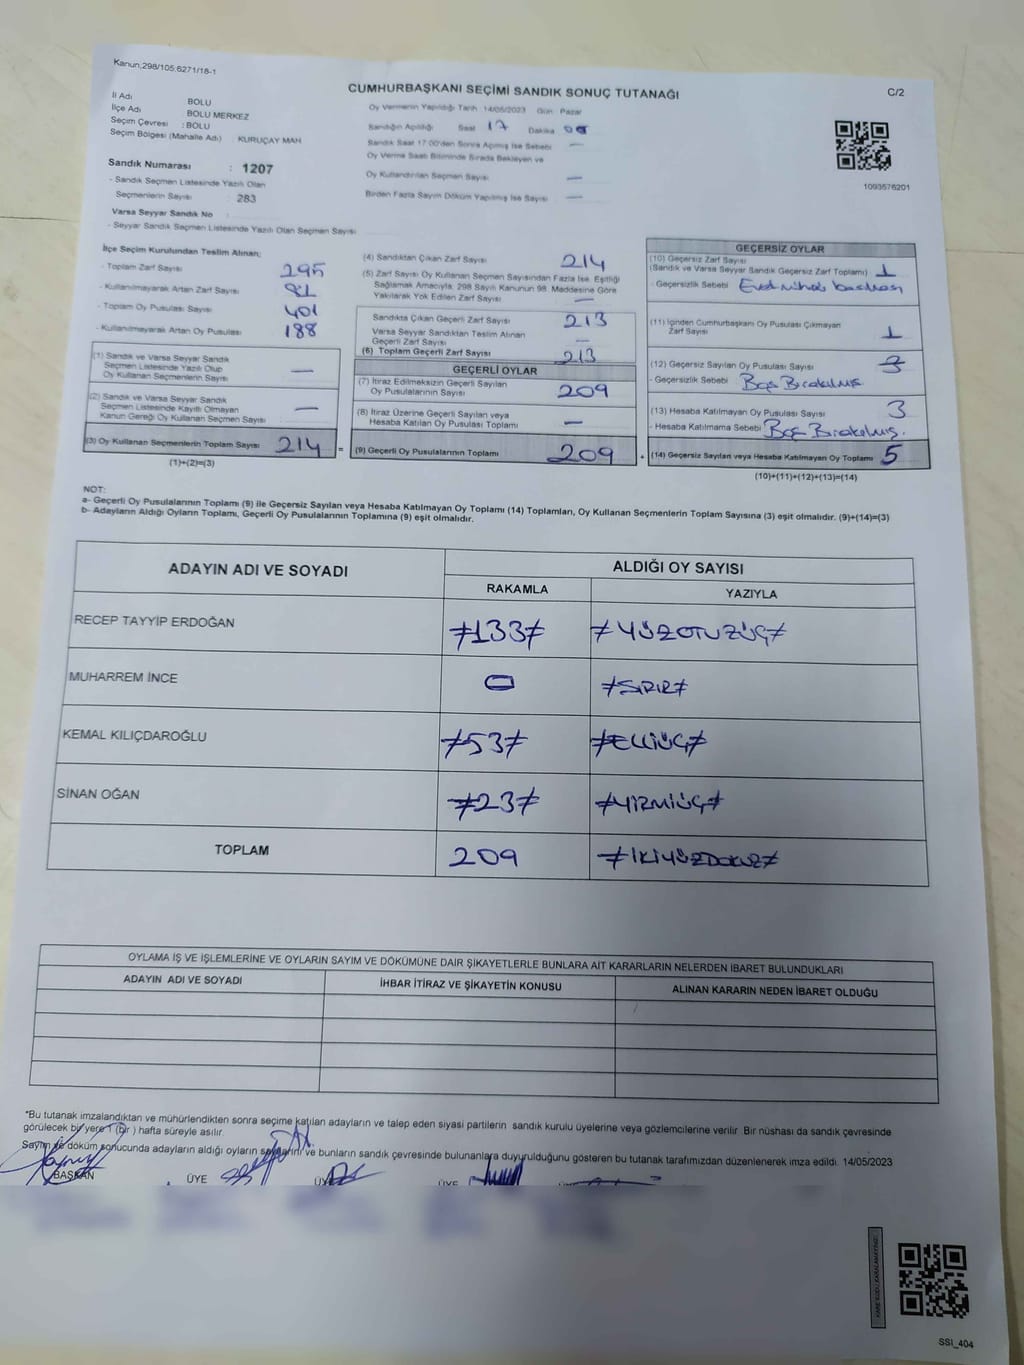 Kanun,298/105,6271/18-1
CUMHURBAŞKANI SEÇİMİ SANDIK SONUÇ TUTANAĞI
C/2
İl Adı BOLU
İlçe Adı BOLU MERKEZ
Seçim Çevresi : BOLU
Seçim Bölgesi (Mahalle Adı) : KURUÇAY MAH
Sandık Numarası : 1207
- Sandık Seçmen Listesinde Yazılı Olan
Seçmenlerin Sayısı : 283
Varsa Seyyar Sandık No :
- Seyyar Sandık Seçmen Listesinde Yazılı Olan Seçmen Sayısı :
Oy Vermenin Yapıldığı Tarih 14/05/2023 Gün : Pazar
Sandığın Açıldığı Saat 17 Dakika
Sandık Saat 17:00'den Sonra Açılmış İse Sebebi —
Oy Verme Saati Bitiminde Sırada Bekleyen ve
Oy Kullandırılan Seçmen Sayısı —
Birden Fazla Sayım Döküm Yapılmış İse Sayısı —
1093576201
İlçe Seçim Kurulundan Teslim Alınan;
- Toplam Zarf Sayısı 295
- Kullanılmayarak Artan Zarf Sayısı 81
- Toplam Oy Pusulası Sayısı 401
- Kullanılmayarak Artan Oy Pusulası 188
(1) Sandık ve Varsa Seyyar Sandık
Seçmen Listesinde Yazılı Olup
Oy Kullanan Seçmenlerin Sayısı —
(2) Sandık ve Varsa Seyyar Sandık
Seçmen Listesinde Kayıtlı Olmayan
Kanun Gereği Oy Kullanan Seçmen Sayısı —
(3) Oy Kullanan Seçmenlerin Toplam Sayısı 214 =
(1)+(2)=(3)
(4) Sandıktan Çıkan Zarf Sayısı 214
(5) Zarf Sayısı Oy Kullanan Seçmen Sayısından Fazla İse, Eşitliği
Sağlamak Amacıyla, 298 Sayılı Kanunun 98. Maddesine Göre
Yakılarak Yok Edilen Zarf Sayısı —
Sandıkta Çıkan Geçerli Zarf Sayısı 213
Varsa Seyyar Sandıktan Teslim Alınan
Geçerli Zarf Sayısı —
(6) Toplam Geçerli Zarf Sayısı 213
GEÇERLİ OYLAR
(7) İtiraz Edilmeksizin Geçerli Sayılan
Oy Pusulalarının Sayısı 209
(8) İtiraz Üzerine Geçerli Sayılan veya
Hesaba Katılan Oy Pusulası Toplamı —
(9) Geçerli Oy Pusulalarının Toplamı 209 +
GEÇERSİZ OYLAR
(10) Geçersiz Zarf Sayısı
(Sandık ve Varsa Seyyar Sandık Geçersiz Zarf Toplamı) 1
- Geçersizlik Sebebi
(11) İçinden Cumhurbaşkanı Oy Pusulası Çıkmayan
Zarf Sayısı 1
(12) Geçersiz Sayılan Oy Pusulası Sayısı
- Geçersizlik Sebebi Boş Bırakılmış
(13) Hesaba Katılmayan Oy Pusulası Sayısı 3
- Hesaba Katılmama Sebebi Boş Bırakılmış.
(14) Geçersiz Sayılan veya Hesaba Katılmayan Oy Toplamı 5
(10)+(11)+(12)+(13)=(14)
NOT:
a- Geçerli Oy Pusulalarının Toplamı (9) ile Geçersiz Sayılan veya Hesaba Katılmayan Oy Toplamı (14) Toplamları, Oy Kullanan Seçmenlerin Toplam Sayısına (3) eşit olmalıdır. (9)+(14)=(3)
b- Adayların Aldığı Oyların Toplamı, Geçerli Oy Pusulalarının Toplamına (9) eşit olmalıdır.
ADAYIN ADI VE SOYADI
ALDIĞI OY SAYISI
RAKAMLA YAZIYLA
RECEP TAYYİP ERDOĞAN ≠133≠ ≠YÜZOTUZÜÇ≠
MUHARREM İNCE 0 ≠SIFIR≠
KEMAL KILIÇDAROĞLU ≠53≠ ≠ELLİÜÇ≠
SİNAN OĞAN ≠23≠ ≠YİRMİÜÇ≠
TOPLAM 209 ≠İKİYÜZDOKUZ≠
OYLAMA İŞ VE İŞLEMLERİNE VE OYLARIN SAYIM VE DÖKÜMÜNE DAİR ŞİKAYETLERLE BUNLARA AİT KARARLARIN NELERDEN İBARET BULUNDUKLARI
ADAYIN ADI VE SOYADI İHBAR İTİRAZ VE ŞİKAYETİN KONUSU ALINAN KARARIN NEDEN İBARET OLDUĞU
*Bu tutanak imzalandıktan ve mühürlendikten sonra seçime katılan adayların ve talep eden siyasi partilerin sandık kurulu üyelerine veya gözlemcilerine verilir. Bir nüshası da sandık çevresinde
görülecek bir yere 1 (bir ) hafta süreyle asılır.
Sayım ve döküm sonucunda adayların aldığı oyların sayılarını ve bunların sandık çevresinde bulunanlara duyurulduğunu gösteren bu tutanak tarafımızdan düzenlenerek imza edildi. 14/05/2023
BAŞKAN ÜYE ÜYE ÜYE
SSI_404